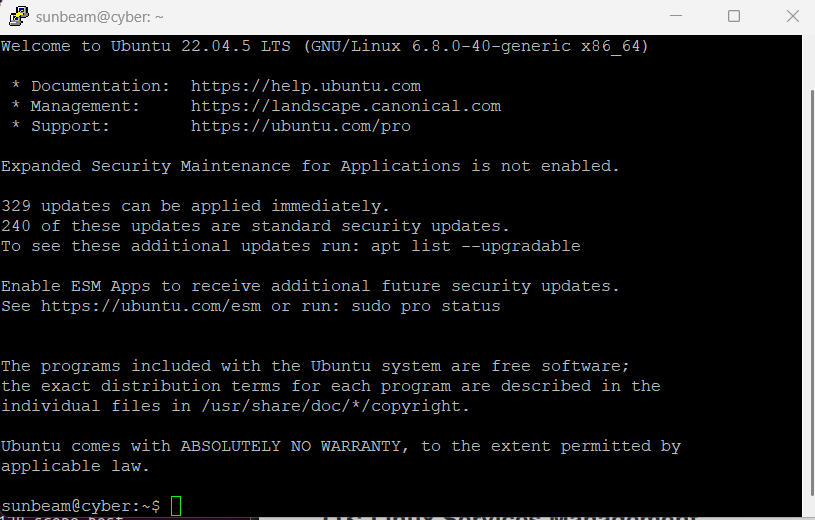 sunbeam@cyber: ~
Welcome to Ubuntu 22.04.5 LTS (GNU/Linux 6.8.0-40-generic x86_64)
* Documentation:  https://help.ubuntu.com
* Management:     https://landscape.canonical.com
* Support:        https://ubuntu.com/pro
Expanded Security Maintenance for Applications is not enabled.
329 updates can be applied immediately.
240 of these updates are standard security updates.
To see these additional updates run: apt list --upgradable
Enable ESM Apps to receive additional future security updates.
See https://ubuntu.com/esm or run: sudo pro status
The programs included with the Ubuntu system are free software;
the exact distribution terms for each program are described in the
individual files in /usr/share/doc/*/copyright.
Ubuntu comes with ABSOLUTELY NO WARRANTY, to the extent permitted by
applicable law.
sunbeam@cyber:~$